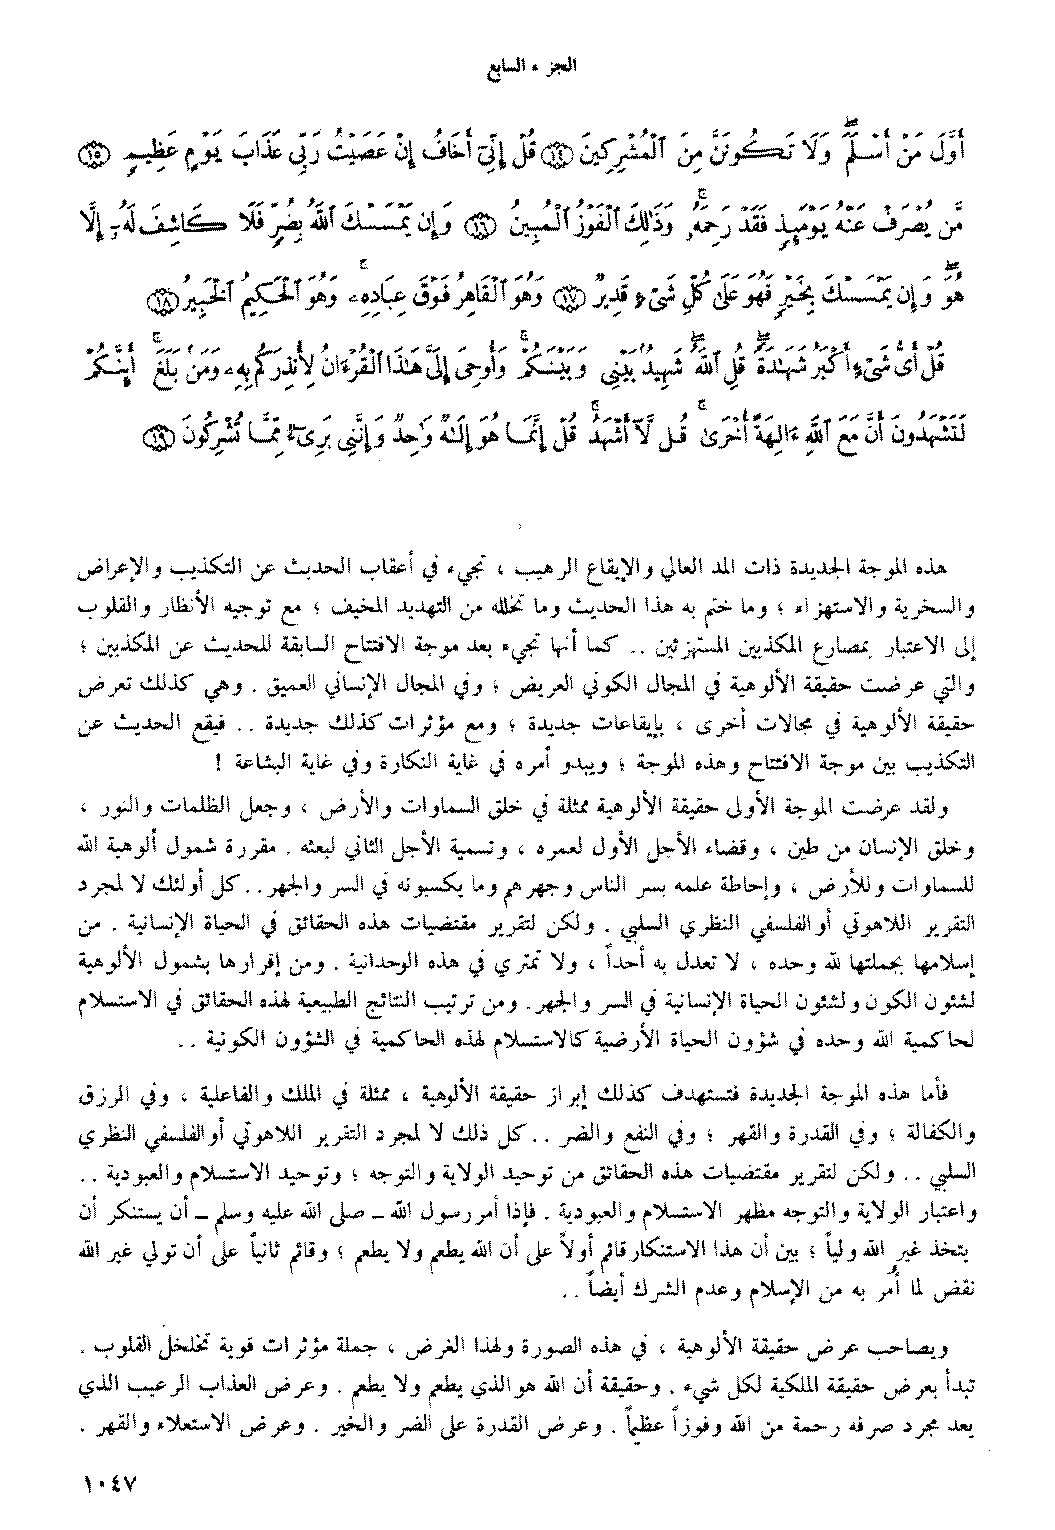 الجزء السابع
أَوَّلَ مَنْ أَسْلَمَ ۖ وَلَا تَكُونَنَّ مِنَ ٱلْمُشْرِكِينَ ﴿١٤﴾ قُلْ إِنِّىٓ أَخَافُ إِنْ عَصَيْتُ رَبِّى عَذَابَ يَوْمٍ عَظِيمٍ ﴿١٥﴾
مَّن يُصْرَفْ عَنْهُ يَوْمَئِذٍ فَقَدْ رَحِمَهُۥ ۚ وَذَٰلِكَ ٱلْفَوْزُ ٱلْمُبِينُ ﴿١٦﴾ وَإِن يَمْسَسْكَ ٱللَّهُ بِضُرٍّ فَلَا كَاشِفَ لَهُۥٓ إِلَّا
هُوَ ۖ وَإِن يَمْسَسْكَ بِخَيْرٍ فَهُوَ عَلَىٰ كُلِّ شَىْءٍ قَدِيرٌ ﴿١٧﴾ وَهُوَ ٱلْقَاهِرُ فَوْقَ عِبَادِهِۦ ۚ وَهُوَ ٱلْحَكِيمُ ٱلْخَبِيرُ ﴿١٨﴾
قُلْ أَىُّ شَىْءٍ أَكْبَرُ شَهَٰدَةً ۖ قُلِ ٱللَّهُ ۖ شَهِيدٌۢ بَيْنِى وَبَيْنَكُمْ ۚ وَأُوحِىَ إِلَىَّ هَٰذَا ٱلْقُرْءَانُ لِأُنذِرَكُم بِهِۦ وَمَنۢ بَلَغَ ۚ أَئِنَّكُمْ
لَتَشْهَدُونَ أَنَّ مَعَ ٱللَّهِ ءَالِهَةً أُخْرَىٰ ۚ قُل لَّآ أَشْهَدُ ۚ قُلْ إِنَّمَا هُوَ إِلَٰهٌ وَٰحِدٌ وَإِنَّنِى بَرِىٓءٌ مِّمَّا تُشْرِكُونَ ﴿١٩﴾
هذه الموجة الجديدة ذات المد العالي والإيقاع الرهيب ، تجيء في أعقاب الحديث عن التكذيب والإعراض
والسخرية والاستهزاء ؛ وما ختم به هذا الحديث وما تخلله من التهديد المخيف ؛ مع توجيه الأنظار والقلوب
إلى الاعتبار بمصارع المكذبين المستهزئين .. كما أنها تجيء بعد موجة الافتتاح السابقة للحديث عن المكذبين ؛
والتي عرضت حقيقة الألوهية في المجال الكوني العريض ؛ وفي المجال الإنساني العميق . وهي كذلك تعرض
حقيقة الألوهية في مجالات أخرى ، بإيقاعات جديدة ؛ ومع مؤثرات كذلك جديدة .. فيقع الحديث عن
التكذيب بين موجة الافتتاح وهذه الموجة ؛ ويبدو أمره في غاية النكارة وفي غاية البشاعة !
ولقد عرضت الموجة الأولى حقيقة الألوهية ممثلة في خلق السماوات والأرض ، وجعل الظلمات والنور ،
وخلق الإنسان من طين ، وقضاء الأجل الأول لعمره ، وتسمية الأجل الثاني لبعثه . مقررة شمول ألوهية الله
للسماوات وللأرض ، وإحاطة علمه بسر الناس وجهرهم وما يكسبونه في السر والجهر .. كل أولئك لا لمجرد
التقرير اللاهوتي أو الفلسفي النظري السلبي . ولكن لتقرير مقتضيات هذه الحقائق في الحياة الإنسانية . من
إسلامها بجملتها لله وحده ، لا تعدل به أحداً ، ولا تمتري في هذه الوحدانية . ومن إقرارها بشمول الألوهية
لشئون الكون ولشئون الحياة الإنسانية في السر والجهر . ومن ترتيب النتائج الطبيعية لهذه الحقائق في الاستسلام
لحاكمية الله وحده في شؤون الحياة الأرضية كالاستسلام لهذه الحاكمية في الشؤون الكونية ..
فأما هذه الموجة الجديدة فتستهدف كذلك إبراز حقيقة الألوهية ، ممثلة في الملك والفاعلية ، وفي الرزق
والكفالة ؛ وفي القدرة والقهر ؛ وفي النفع والضر .. كل ذلك لا لمجرد التقرير اللاهوتي أو الفلسفي النظري
السلبي .. ولكن لتقرير مقتضيات هذه الحقائق من توحيد الولاية والتوجه ؛ وتوحيد الاستسلام والعبودية ..
واعتبار الولاية والتوجه مظهر الاستسلام والعبودية . فإذا أمر رسول الله – صلى الله عليه وسلم – أن يستنكر أن
يتخذ غير الله ولياً ؛ بين أن هذا الاستنكار قائم أولاً على أن الله يطعم ولا يطعم ؛ وقائم ثانياً على أن تولي غير الله
نقض لما أُمر به من الإسلام وعدم الشرك أيضاً ..
ويصاحب عرض حقيقة الألوهية ، في هذه الصورة ولهذا الغرض ، جملة مؤثرات قوية تخلخل القلوب .
تبدأ بعرض حقيقة الملكية لكل شيء . وحقيقة أن الله هو الذي يطعم ولا يطعم . وعرض العذاب الرعيب الذي
يعد مجرد صرفه رحمة من الله وفوزاً عظيماً . وعرض القدرة على الضر والخير . وعرض الاستعلاء والقهر .
١٠٤٧